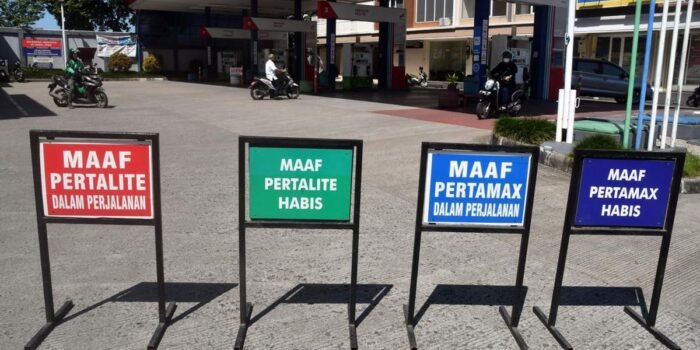 MAAF
PERTALITE
DALAM PERJALANAN
MAAF
PERTALITE
HABIS
MAAF
PERTAMAX
DALAM PERJALANAN
MAAF
PERTAMAX
HABIS